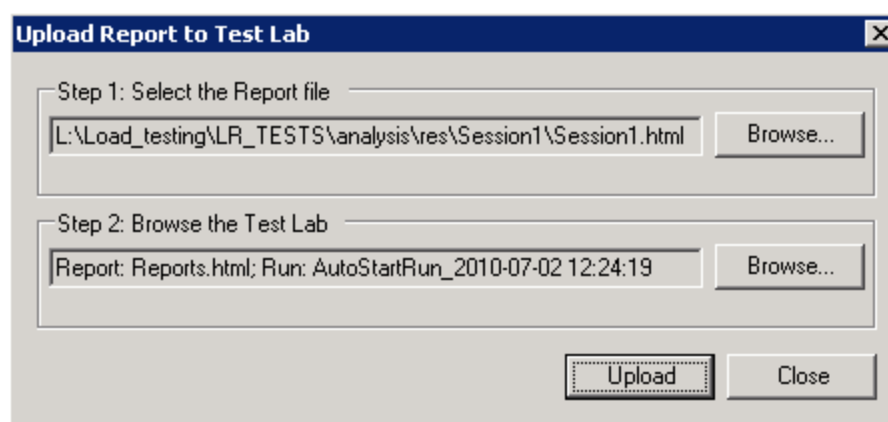 Upload Report to Test Lab
Step 1: Select the Report file
L:\Load_testing\LR_TESTS\analysis\res\Session1\Session1.html
Browse...
Step 2: Browse the Test Lab
Report: Reports.html; Run: AutoStartRun_2010-07-02 12:24:19
Browse...
Upload
Close